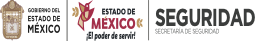 GOBIERNO DEL
ESTADO DE
MÉXICO
ESTADO DE
MÉXICO
¡El poder de servir!
SEGURIDAD
SECRETARÍA DE SEGURIDAD